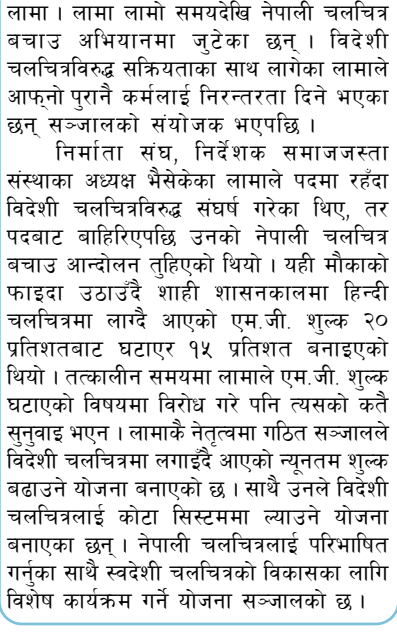 लामा । लामा लामो समयदेखि नेपाली चलचित्र
बचाउ अभियानमा जुटेका छन् । विदेशी
चलचित्रविरुद्ध सक्रियताका साथ लागेका लामाले
आफ्नो पुरानै कर्मलाई निरन्तरता दिने भएका
छन् सञ्जालको संयोजक भएपछि ।
निर्माता संघ, निर्देशक समाजजस्ता
संस्थाका अध्यक्ष भैसेकेका लामाले पदमा रहँदा
विदेशी चलचित्रविरुद्ध संघर्ष गरेका थिए, तर
पदबाट बाहिरिएपछि उनको नेपाली चलचित्र
बचाउ आन्दोलन तुहिएको थियो । यही मौकाको
फाइदा उठाउँदै शाही शासनकालमा हिन्दी
चलचित्रमा लाग्दै आएको एम.जी. शुल्क २०
प्रतिशतबाट घटाएर १५ प्रतिशत बनाइएको
थियो । तत्कालीन समयमा लामाले एम.जी. शुल्क
घटाएको विषयमा विरोध गरे पनि त्यसको कतै
सुनुवाइ भएन । लामाकै नेतृत्वमा गठित सञ्जालले
विदेशी चलचित्रमा लगाइँदै आएको न्यूनतम शुल्क
बढाउने योजना बनाएको छ । साथै उनले विदेशी
चलचित्रलाई कोटा सिस्टममा ल्याउने योजना
बनाएका छन् । नेपाली चलचित्रलाई परिभाषित
गर्नुका साथै स्वदेशी चलचित्रको विकासका लागि
विशेष कार्यक्रम गर्ने योजना सञ्जालको छ ।